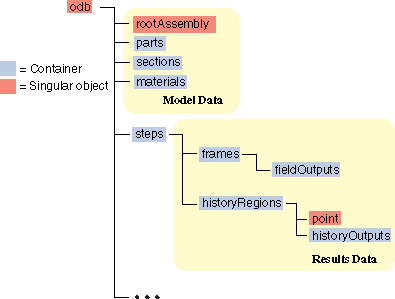 odb
rootAssembly
parts
sections
materials
Model Data
= Container
= Singular object
steps
frames
fieldOutputs
historyRegions
point
historyOutputs
Results Data